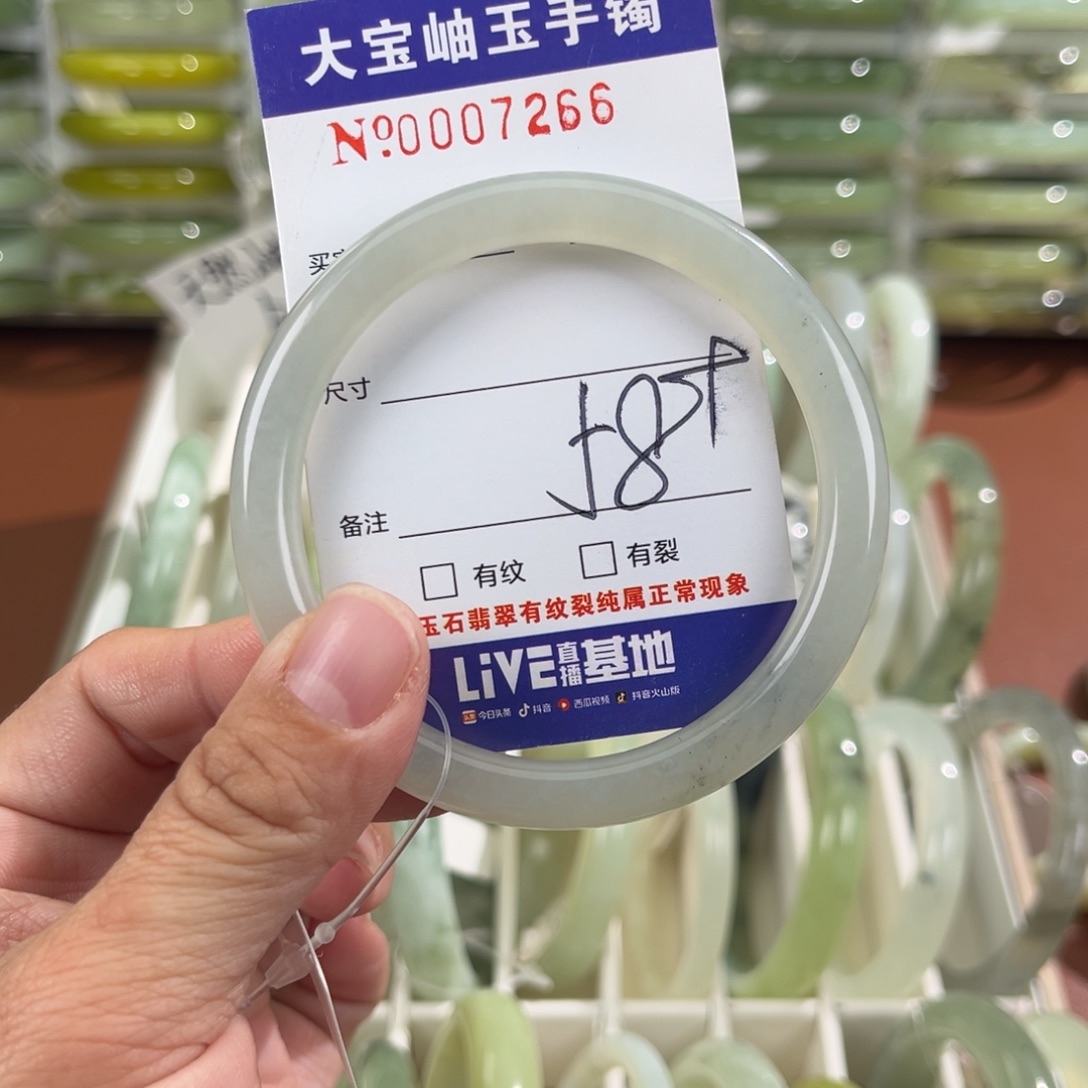 大宝岫玉手镯
Nº0007266
尺寸
58
备注
□ 有纹 □ 有裂
玉石翡翠有纹裂纯属正常现象
LiVE直播基地
今日头条 抖音 西瓜视频 抖音火山版